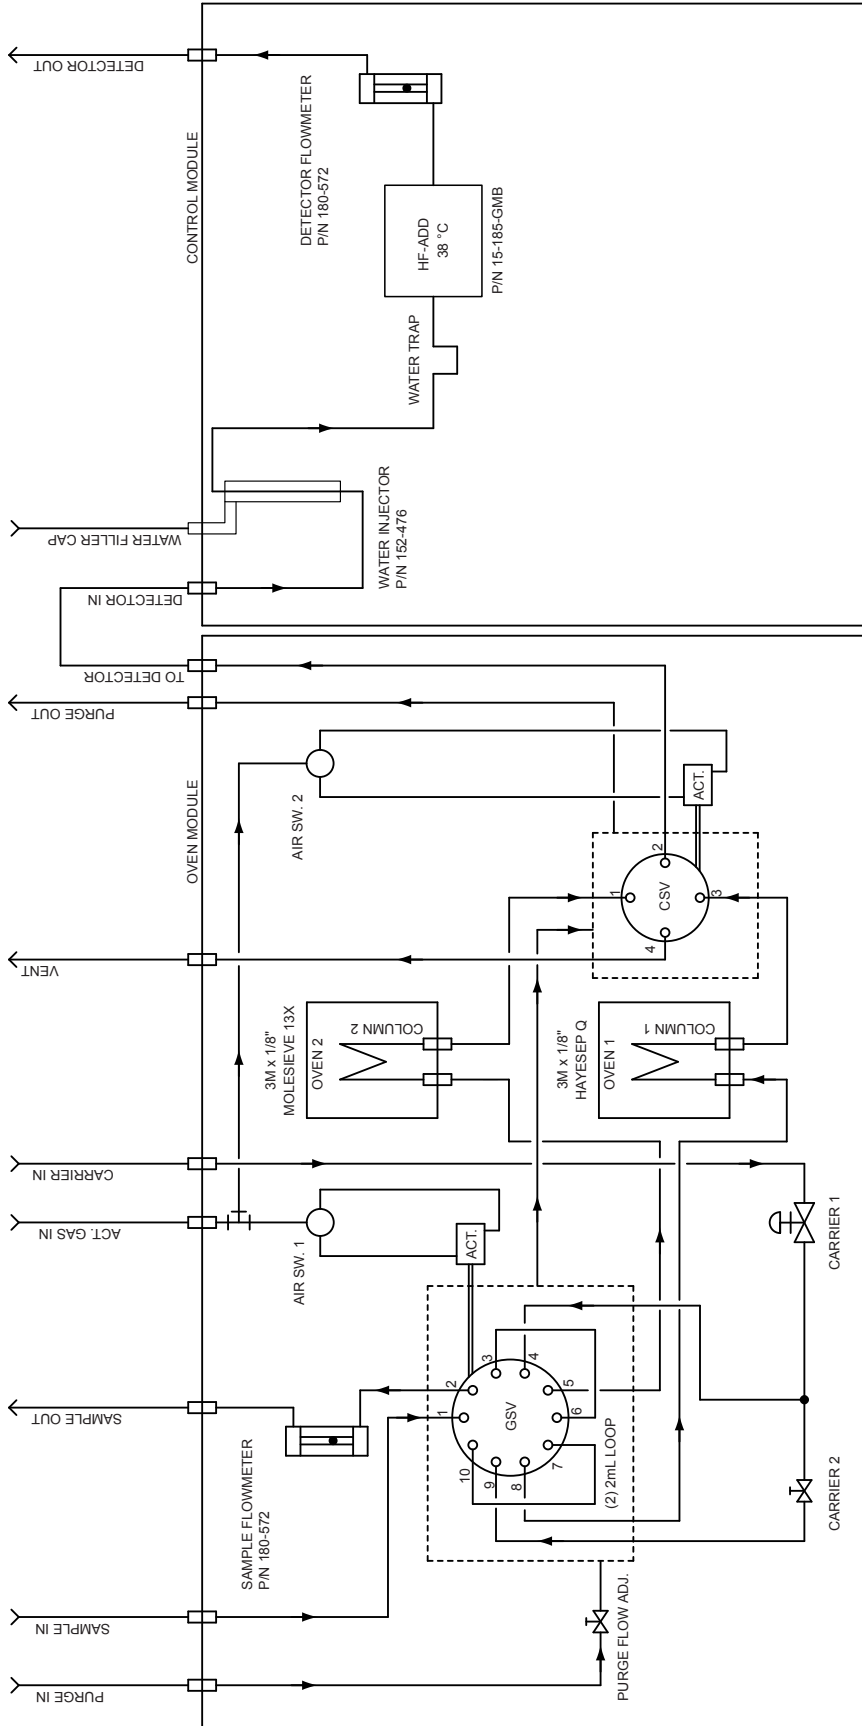 DETECTOR OUT
CONTROL MODULE
DETECTOR FLOWMETER
P/N 180-572
HF-ADD
38 °C
P/N 15-185-GMB
WATER TRAP
WATER FILLER CAP
WATER INJECTOR
P/N 152-476
DETECTOR IN
TO DETECTOR
PURGE OUT
OVEN MODULE
AIR SW. 2
ACT.
CSV
1
2
3
4
VENT
3M x 1/8"
MOLESIEVE 13X
OVEN 2
COLUMN 2
3M x 1/8"
HAYESEP Q
OVEN 1
COLUMN 1
CARRIER IN
ACT. GAS IN
AIR SW. 1
ACT.
CARRIER 1
SAMPLE OUT
SAMPLE FLOWMETER
P/N 180-572
GSV
1
2
3
4
5
6
7
8
9
10
(2) 2mL LOOP
CARRIER 2
SAMPLE IN
PURGE IN
PURGE FLOW ADJ.